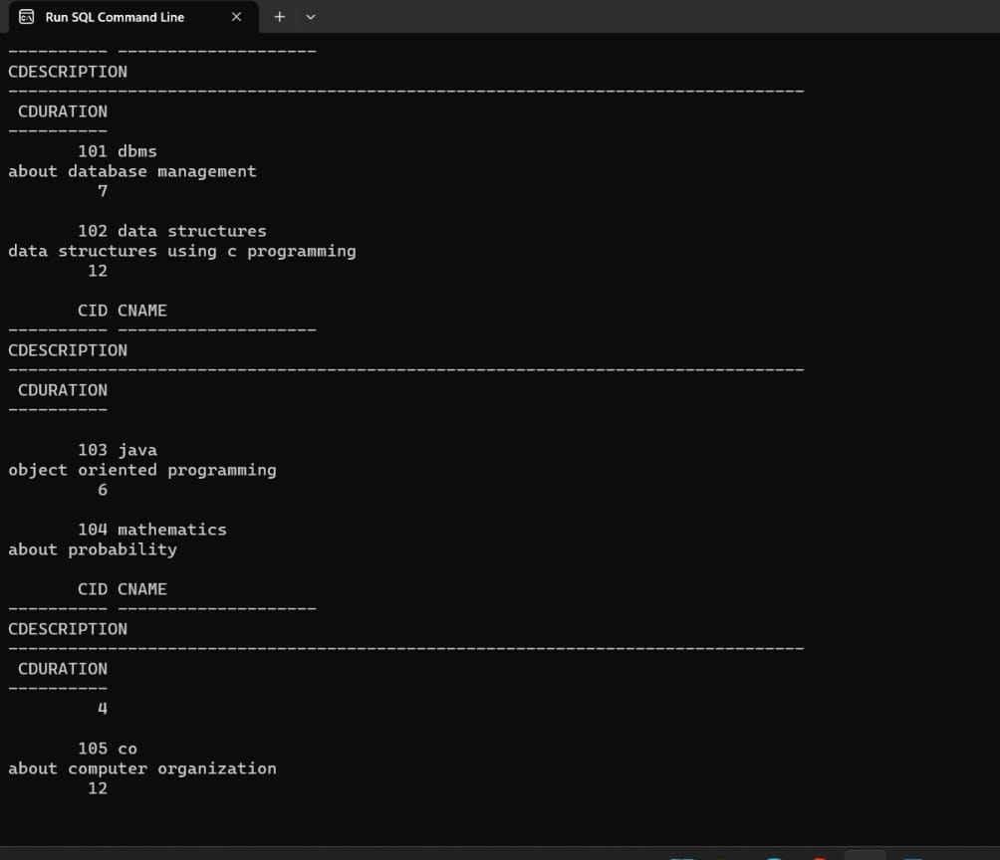 Run SQL Command Line
---------- --------------------
CDESCRIPTION
--------------------------------------------------------------------------------
 CDURATION
----------
       101 dbms
about database management
         7

       102 data structures
data structures using c programming
        12

       CID CNAME
---------- --------------------
CDESCRIPTION
--------------------------------------------------------------------------------
 CDURATION
----------

       103 java
object oriented programming
         6

       104 mathematics
about probability

       CID CNAME
---------- --------------------
CDESCRIPTION
--------------------------------------------------------------------------------
 CDURATION
----------
         4

       105 co
about computer organization
        12